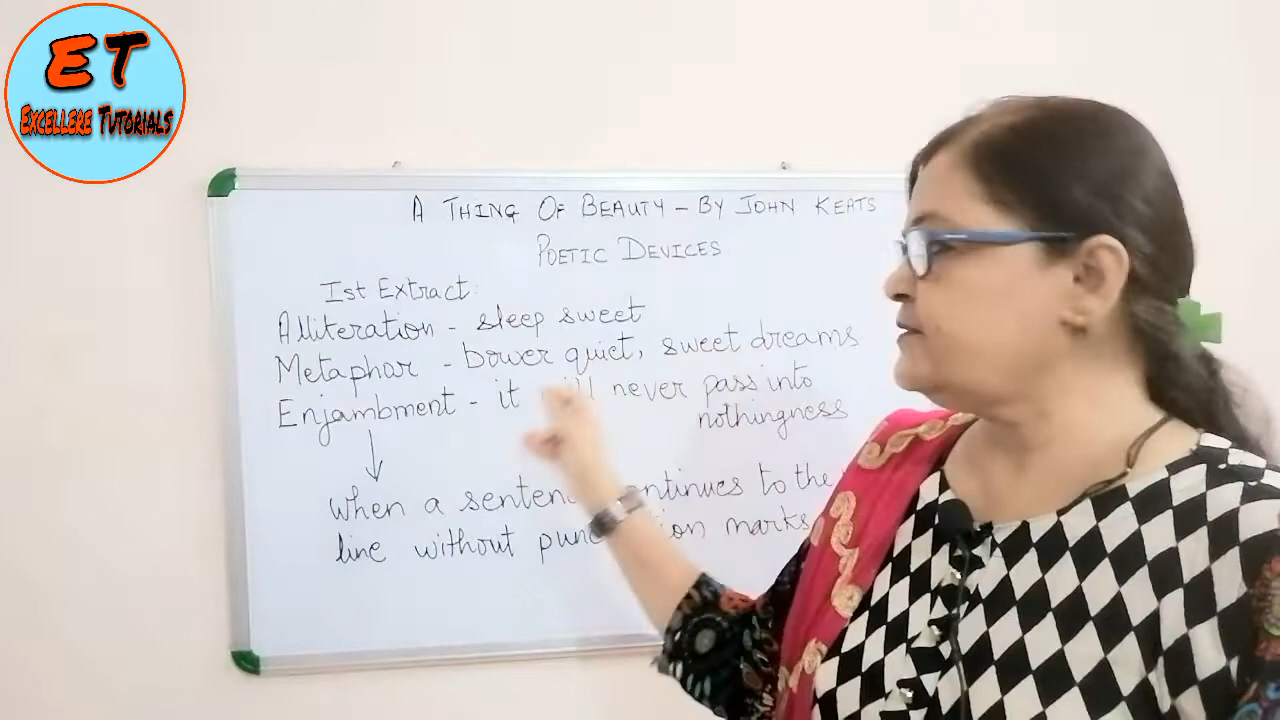 ET
EXCELLERE TUTORIALS
A THING OF BEAUTY - BY JOHN KEATS
POETIC DEVICES
Ist Extract:
Alliteration - sleep sweet
Metaphor - bower quiet, sweet dreams
Enjambment - it never pass into
nothingness
when a continues to the
line without marks